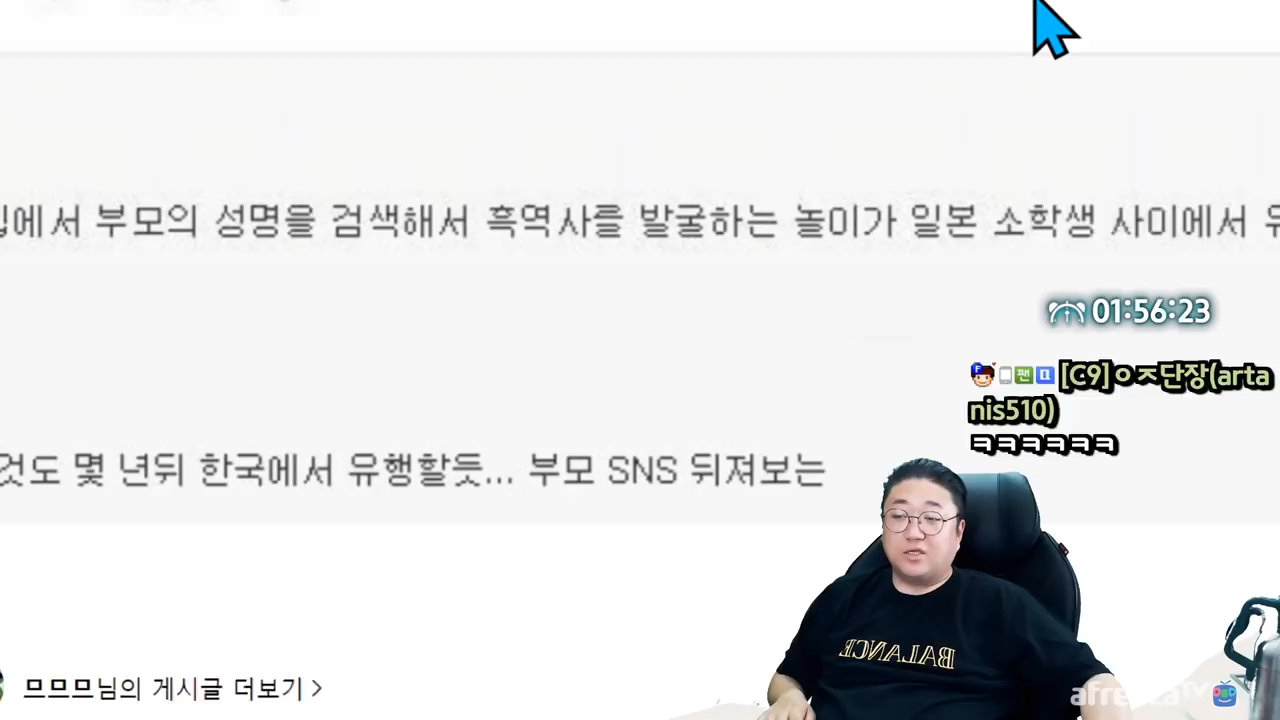 에서 부모의 성명을 검색해서 흑역사를 발굴하는 놀이가 일본 소학생 사이에서
01:56:23
[C9]ㅇㅈ단장(arta
nis510)
ㅋㅋㅋㅋㅋㅋ
것도 몇 년뒤 한국에서 유행할듯... 부모 SNS 뒤져보는
BALANCE
므므므님의 게시글 더보기 >
afreecaTV